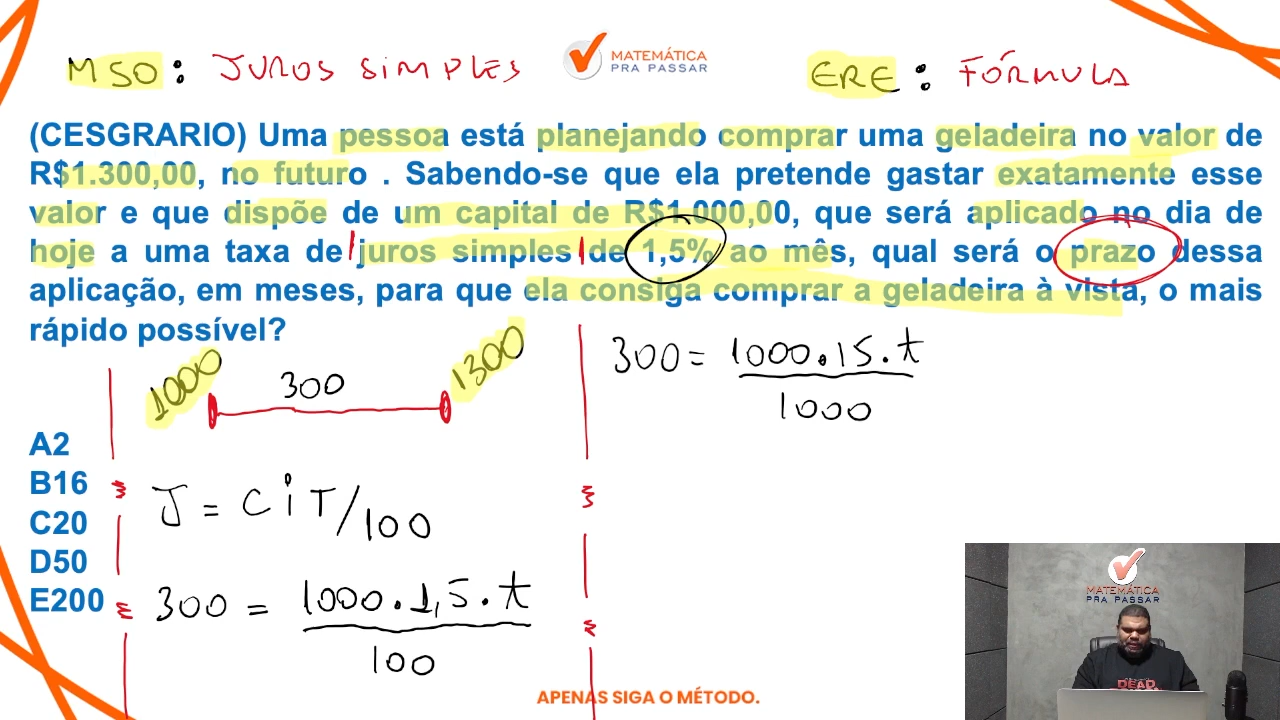 MSO: JUROS SIMPLES
MATEMÁTICA
PRA PASSAR
ERE: FÓRMULA
(CESGRARIO) Uma pessoa está planejando comprar uma geladeira no valor de
R$1.300,00, no futuro . Sabendo-se que ela pretende gastar exatamente esse
valor e que dispõe de um capital de R$1.000,00, que será aplicado no dia de
hoje a uma taxa de juros simples de 1,5% ao mês, qual será o prazo dessa
aplicação, em meses, para que ela consiga comprar a geladeira à vista, o mais
rápido possível?
1000 300 1300
A2
B16
C20
D50
E200
J = CiT/100
300 = 1000.1,5.t
100
300 = 1000.15.t
1000
MATEMÁTICA
PRA PASSAR
DEAD
APENAS SIGA O MÉTODO.